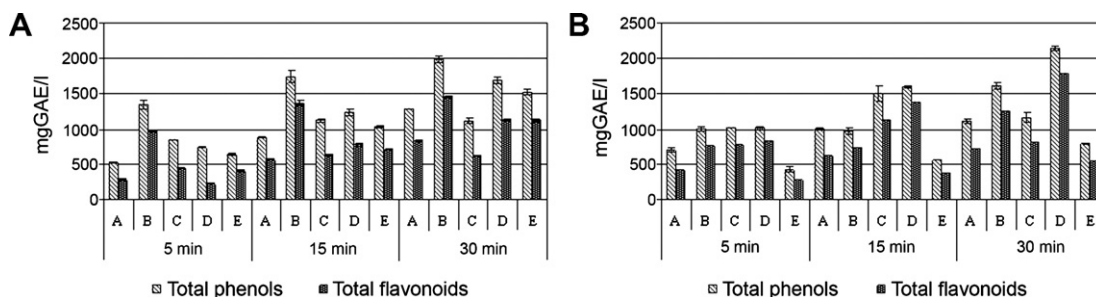 A
2500
2000
1500
1000
500
0
mgGAE/l
A B C D E A B C D E A B C D E
5 min 15 min 30 min
Total phenols Total flavonoids
B
2500
2000
1500
1000
500
0
mgGAE/l
A B C D E A B C D E A B C D E
5 min 15 min 30 min
Total phenols Total flavonoids